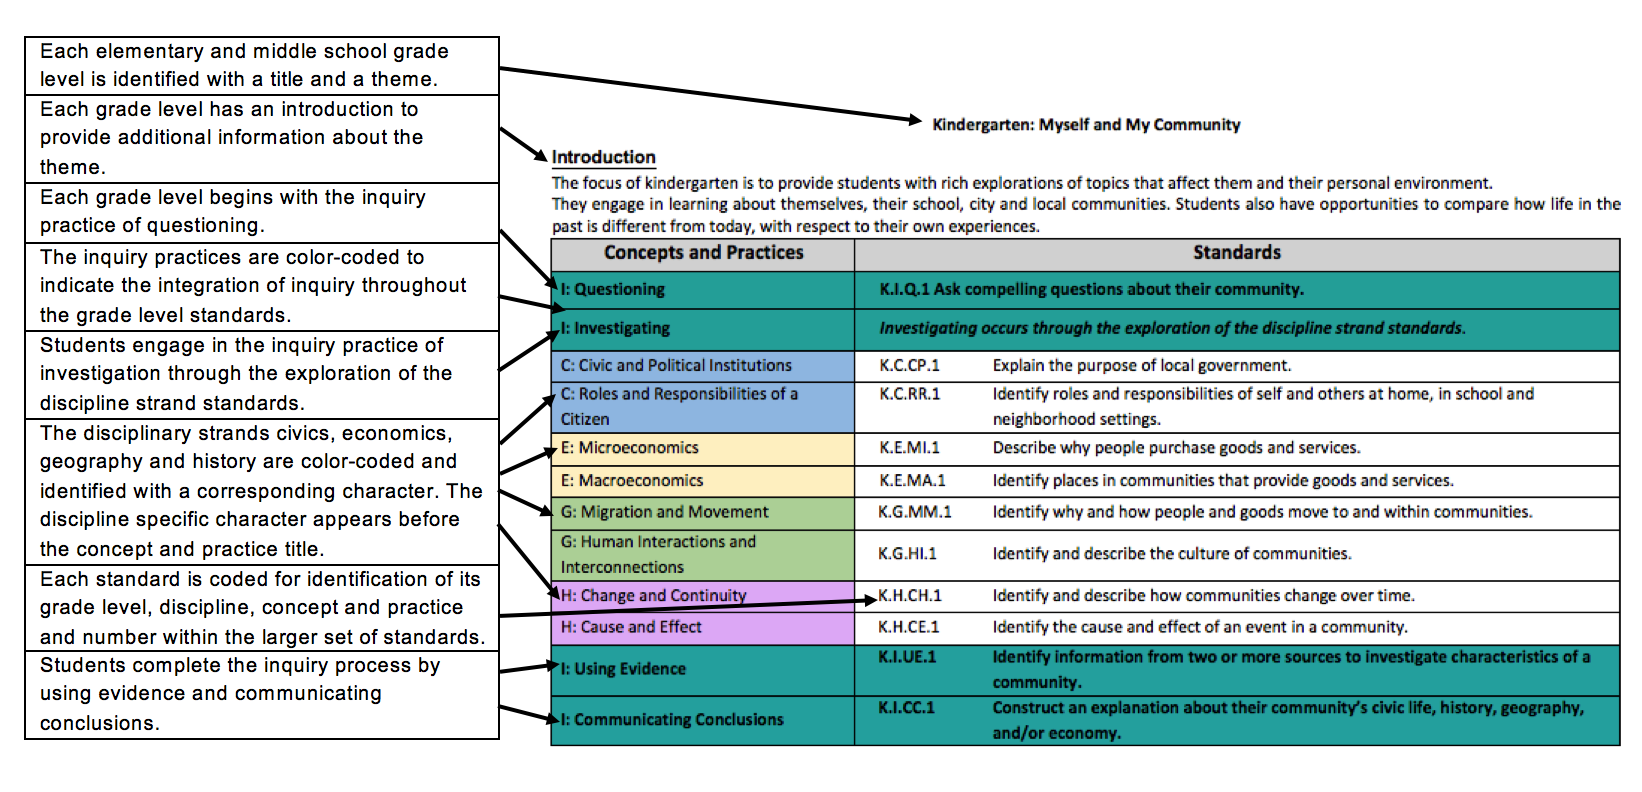 Each elementary and middle school grade
level is identified with a title and a theme.
Each grade level has an introduction to
provide additional information about the
theme.
Each grade level begins with the inquiry
practice of questioning.
The inquiry practices are color-coded to
indicate the integration of inquiry throughout
the grade level standards.
Students engage in the inquiry practice of
investigation through the exploration of the
discipline strand standards.
The disciplinary strands civics, economics,
geography and history are color-coded and
identified with a corresponding character. The
discipline specific character appears before
the concept and practice title.
Each standard is coded for identification of its
grade level, discipline, concept and practice
and number within the larger set of standards.
Students complete the inquiry process by
using evidence and communicating
conclusions.
Kindergarten: Myself and My Community
Introduction
The focus of kindergarten is to provide students with rich explorations of topics that affect them and their personal environment.
They engage in learning about themselves, their school, city and local communities. Students also have opportunities to compare how life in the
past is different from today, with respect to their own experiences.
Concepts and Practices Standards
I: Questioning K.I.Q.1 Ask compelling questions about their community.
I: Investigating Investigating occurs through the exploration of the discipline strand standards.
C: Civic and Political Institutions K.C.CP.1 Explain the purpose of local government.
C: Roles and Responsibilities of a
Citizen
K.C.RR.1 Identify roles and responsibilities of self and others at home, in school and
neighborhood settings.
E: Microeconomics K.E.MI.1 Describe why people purchase goods and services.
E: Macroeconomics K.E.MA.1 Identify places in communities that provide goods and services.
G: Migration and Movement K.G.MM.1 Identify why and how people and goods move to and within communities.
G: Human Interactions and
Interconnections
K.G.HI.1 Identify and describe the culture of communities.
H: Change and Continuity K.H.CH.1 Identify and describe how communities change over time.
H: Cause and Effect K.H.CE.1 Identify the cause and effect of an event in a community.
I: Using Evidence
K.I.UE.1 Identify information from two or more sources to investigate characteristics of a
community.
I: Communicating Conclusions
K.I.CC.1 Construct an explanation about their community's civic life, history, geography,
and/or economy.